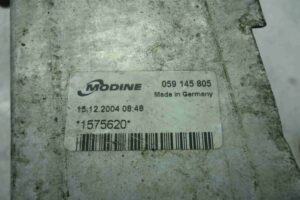 MODINE 059 145 805
Made in Germany
15.12.2004 08:48
*1575620*